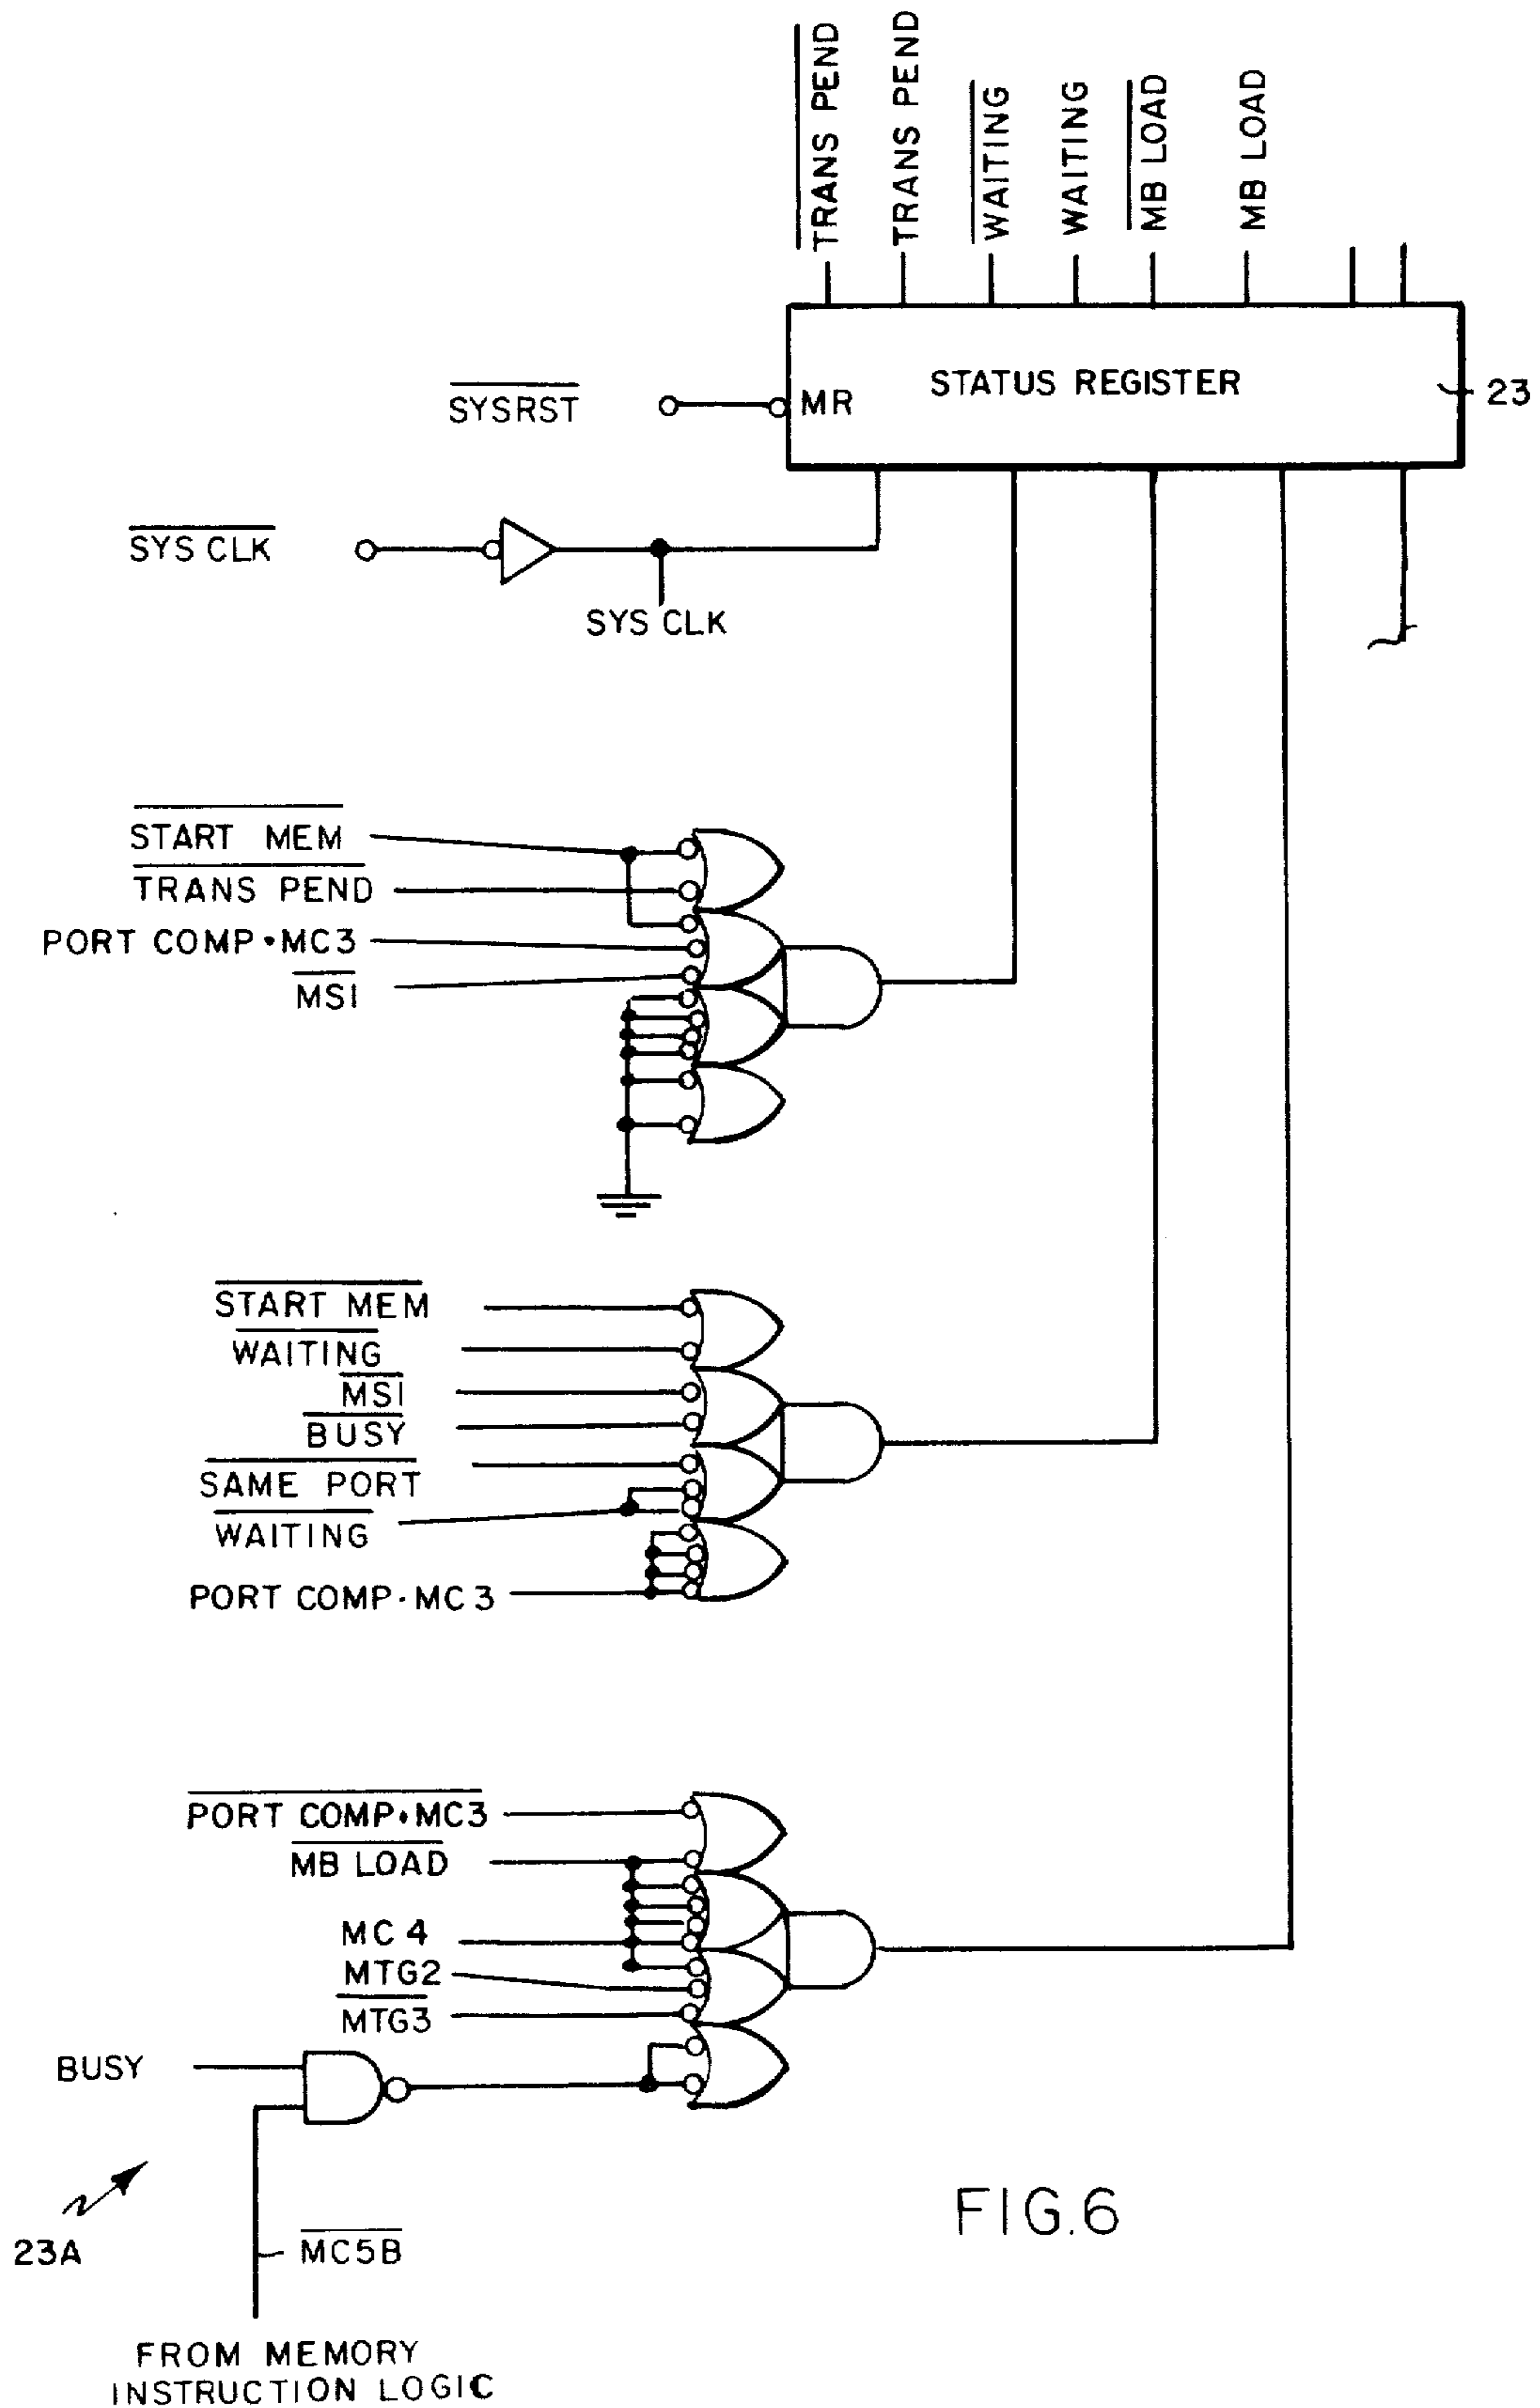 TRANS PEND
TRANS PEND
WAITING
WAITING
MB LOAD
MB LOAD
SYSRST
MR
STATUS REGISTER
23
SYS CLK
SYS CLK
START MEM
TRANS PEND
PORT COMP•MC3
MSI
START MEM
WAITING
MSI
BUSY
SAME PORT
WAITING
PORT COMP·MC3
PORT COMP•MC3
MB LOAD
MC4
MTG2
MTG3
BUSY
23A
MC5B
FROM MEMORY
INSTRUCTION LOGIC
FIG.6